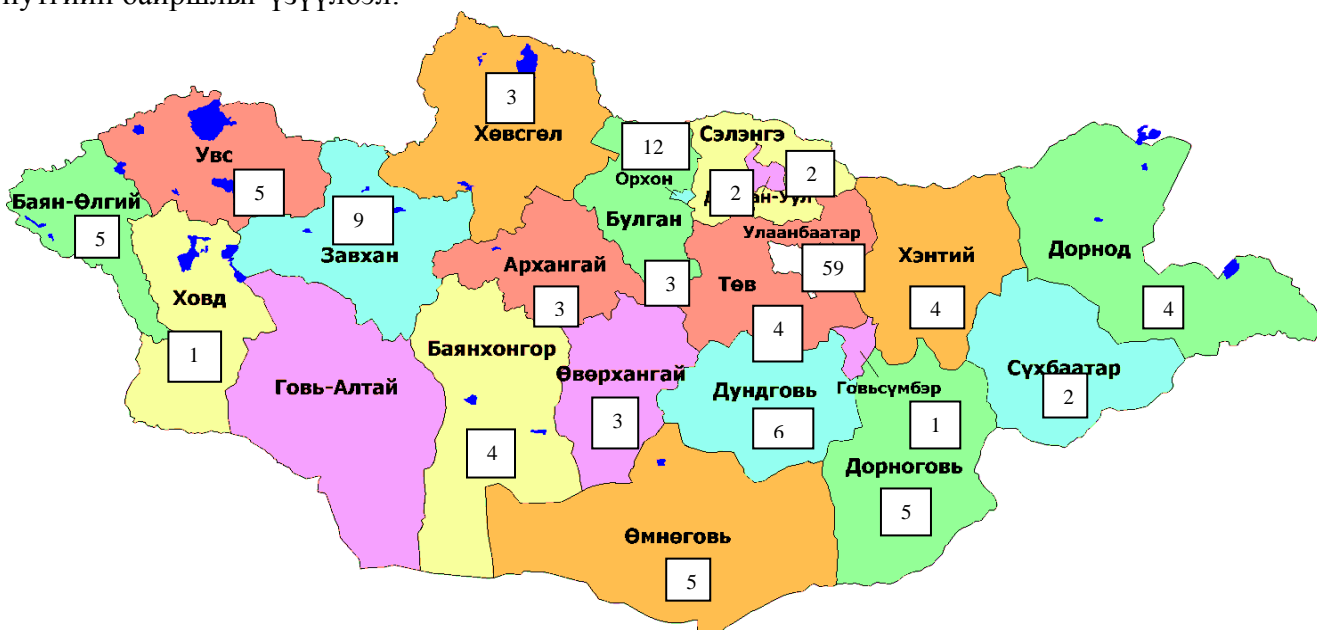 3
Хөвсгөл
12
Сэлэнгэ
Увс
5
Орхон
2
2
Баян-Өлгий
5
9
Завхан
Булган
Улаанбаатар
59
Хэнтий
Дорнод
Ховд
Архангай
3
3
Төв
4
4
4
1
Баянхонгор
Говь-Алтай
Өвөрхангай
3
Дундговь
6
Говьсүмбэр
1
Сүхбаатар
2
4
Дорноговь
5
Өмнөговь
5